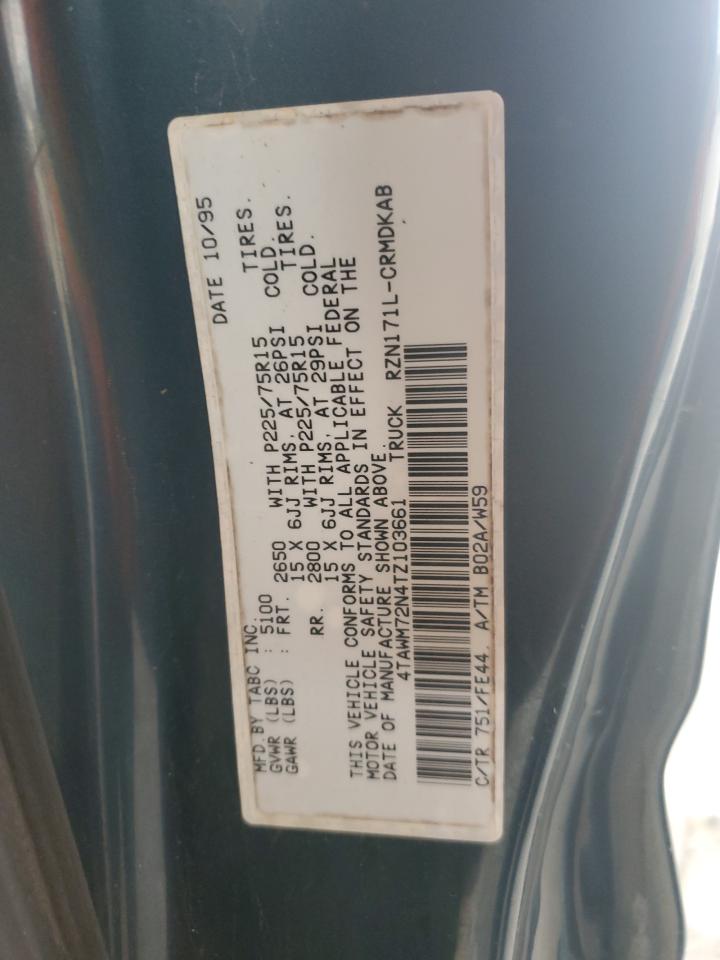 MFD.BY TABC INC. DATE 10/95
GVWR (LBS) : 5100
GAWR (LBS) : FRT. 2650 WITH P225/75R15 TIRES.
15 X 6JJ RIMS, AT 26PSI COLD.
RR. 2800 WITH P225/75R15 TIRES.
15 X 6JJ RIMS, AT 29PSI COLD.
THIS VEHICLE CONFORMS TO ALL APPLICABLE FEDERAL
MOTOR VEHICLE SAFETY STANDARDS IN EFFECT ON THE
DATE OF MANUFACTURE SHOWN ABOVE.
4TAWM72N4TZ103661 TRUCK RZN171L-CRMDKAB
C/TR 751/FE44. A/TM B02A/W59